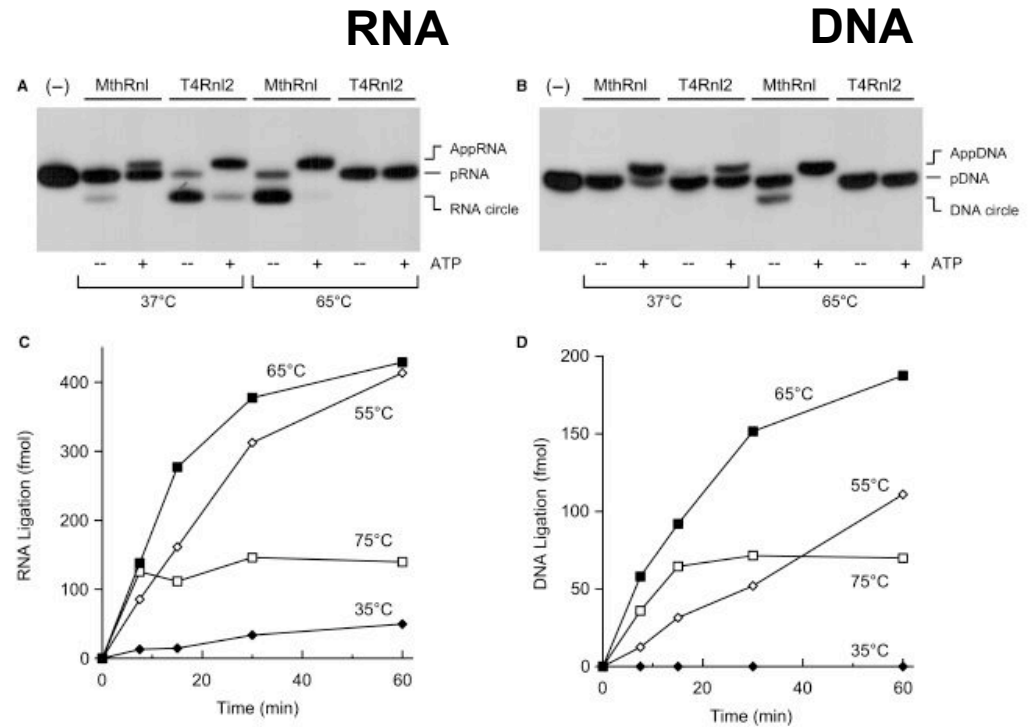 RNA
DNA
A (−) MthRnl T4Rnl2 MthRnl T4Rnl2
AppRNA
pRNA
RNA circle
-- + -- + -- + -- + ATP
37°C 65°C
B (−) MthRnl T4Rnl2 MthRnl T4Rnl2
AppDNA
pDNA
DNA circle
-- + -- + -- + -- + ATP
37°C 65°C
C
RNA Ligation (fmol)
400
300
200
100
0
65°C
55°C
75°C
35°C
0 20 40 60
Time (min)
D
DNA Ligation (fmol)
200
150
100
50
0
65°C
55°C
75°C
35°C
0 20 40 60
Time (min)